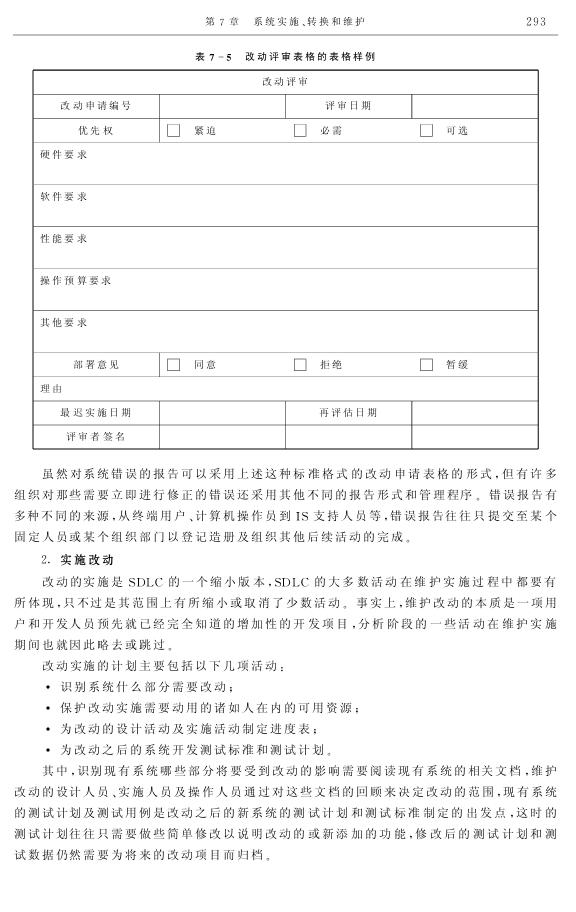 第 7 章 系统实施、转换和维护 293
表 7-5 改动评审表格的表格样例
改动评审
改动申请编号 评审日期
优先权 □ 紧迫 □ 必需 □ 可选
硬件要求
软件要求
性能要求
操作预算要求
其他要求
部署意见 □ 同意 □ 拒绝 □ 暂缓
理由
最迟实施日期 再评估日期
评审者签名
虽然对系统错误的报告可以采用上述这种标准格式的改动申请表格的形式,但有许多
组织对那些需要立即进行修正的错误还采用其他不同的报告形式和管理程序。错误报告有
多种不同的来源,从终端用户、计算机操作员到 IS 支持人员等,错误报告往往只提交至某个
固定人员或某个组织部门以登记造册及组织其他后续活动的完成。
2. 实施改动
改动的实施是 SDLC 的一个缩小版本,SDLC 的大多数活动在维护实施过程中都要有
所体现,只不过是其范围上有所缩小或取消了少数活动。事实上,维护改动的本质是一项用
户和开发人员预先就已经完全知道的增加性的开发项目,分析阶段的一些活动在维护实施
期间也就因此略去或跳过。
改动实施的计划主要包括以下几项活动:
• 识别系统什么部分需要改动;
• 保护改动实施需要动用的诸如人在内的可用资源;
• 为改动的设计活动及实施活动制定进度表;
• 为改动之后的系统开发测试标准和测试计划。
其中,识别现有系统哪些部分将要受到改动的影响需要阅读现有系统的相关文档,维护
改动的设计人员、实施人员及操作人员通过对这些文档的回顾来决定改动的范围,现有系统
的测试计划及测试用例是改动之后的新系统的测试计划和测试标准制定的出发点,这时的
测试计划往往只需要做些简单修改以说明改动的或新添加的功能,修改后的测试计划和测
试数据仍然需要为将来的改动项目而归档。